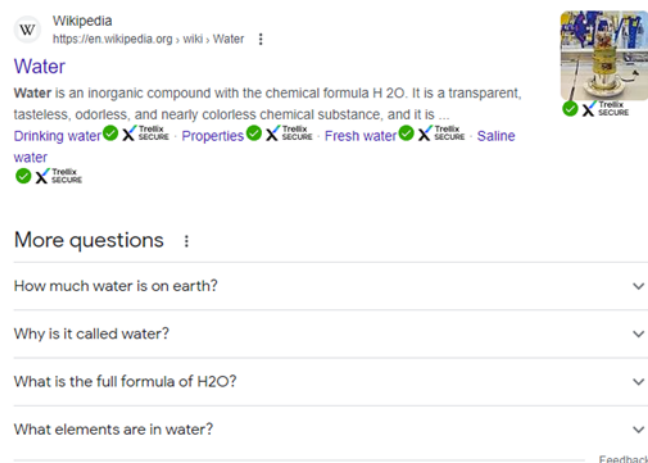 W
Wikipedia
https://en.wikipedia.org › wiki › Water
Water
Water is an inorganic compound with the chemical formula H 2O. It is a transparent,
tasteless, odorless, and nearly colorless chemical substance, and it is ...
Drinking water Trellix SECURE · Properties Trellix SECURE · Fresh water Trellix SECURE · Saline
water
Trellix SECURE
Trellix SECURE
More questions
How much water is on earth?
Why is it called water?
What is the full formula of H2O?
What elements are in water?
Feedback